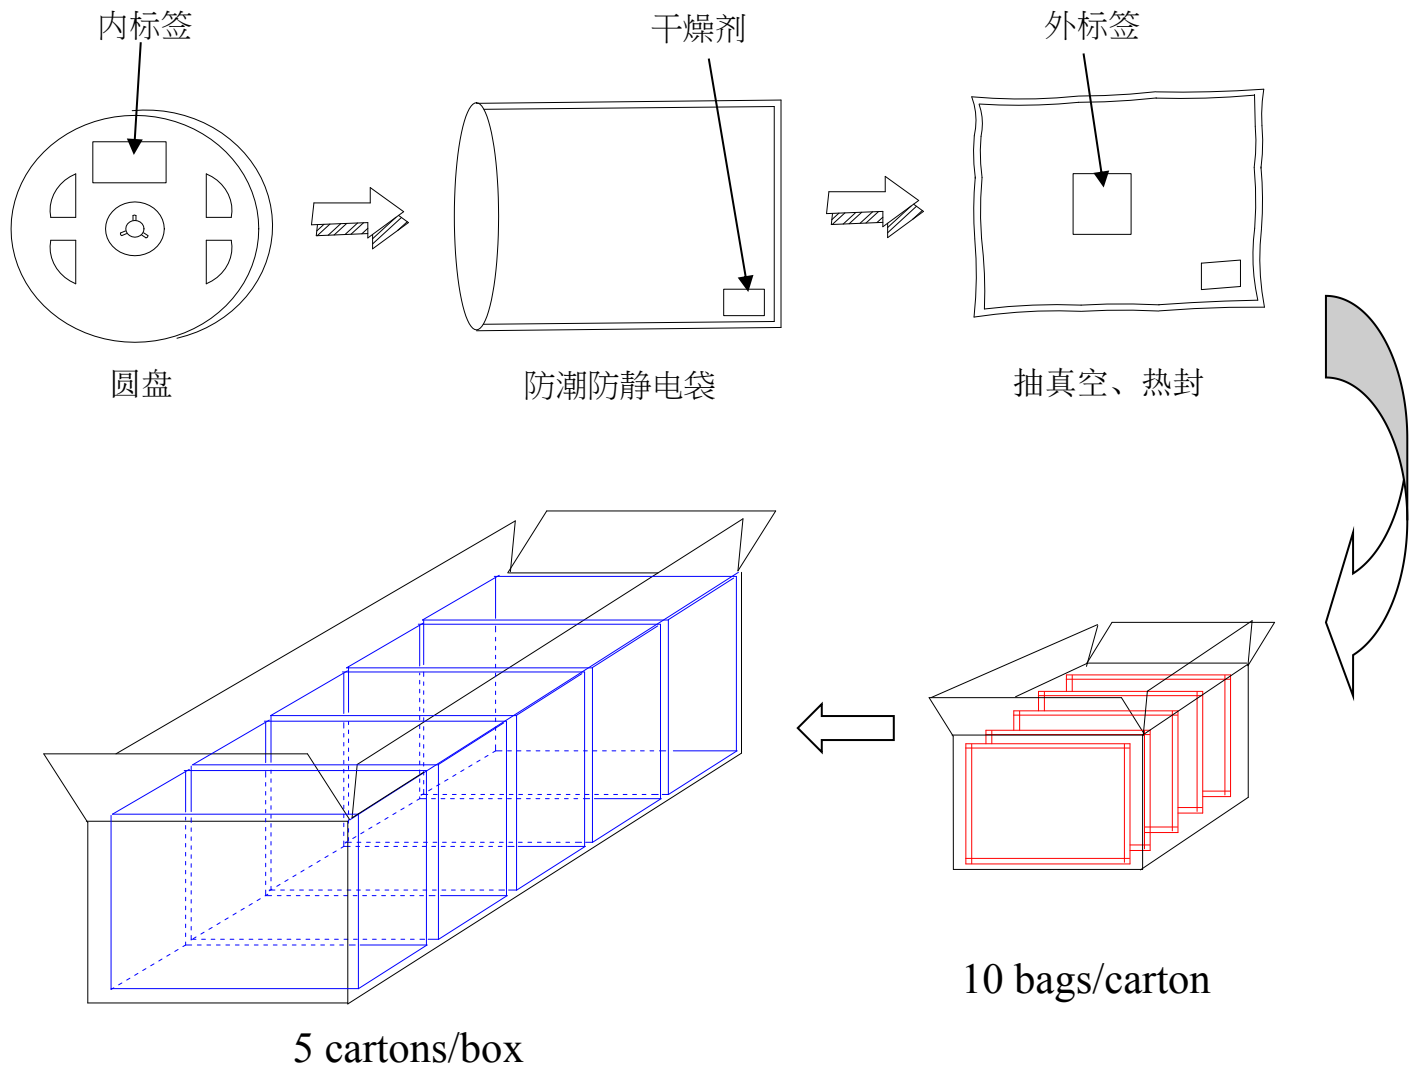 内标签
干燥剂
外标签
圆盘
防潮防静电袋
抽真空、热封
10 bags/carton
5 cartons/box